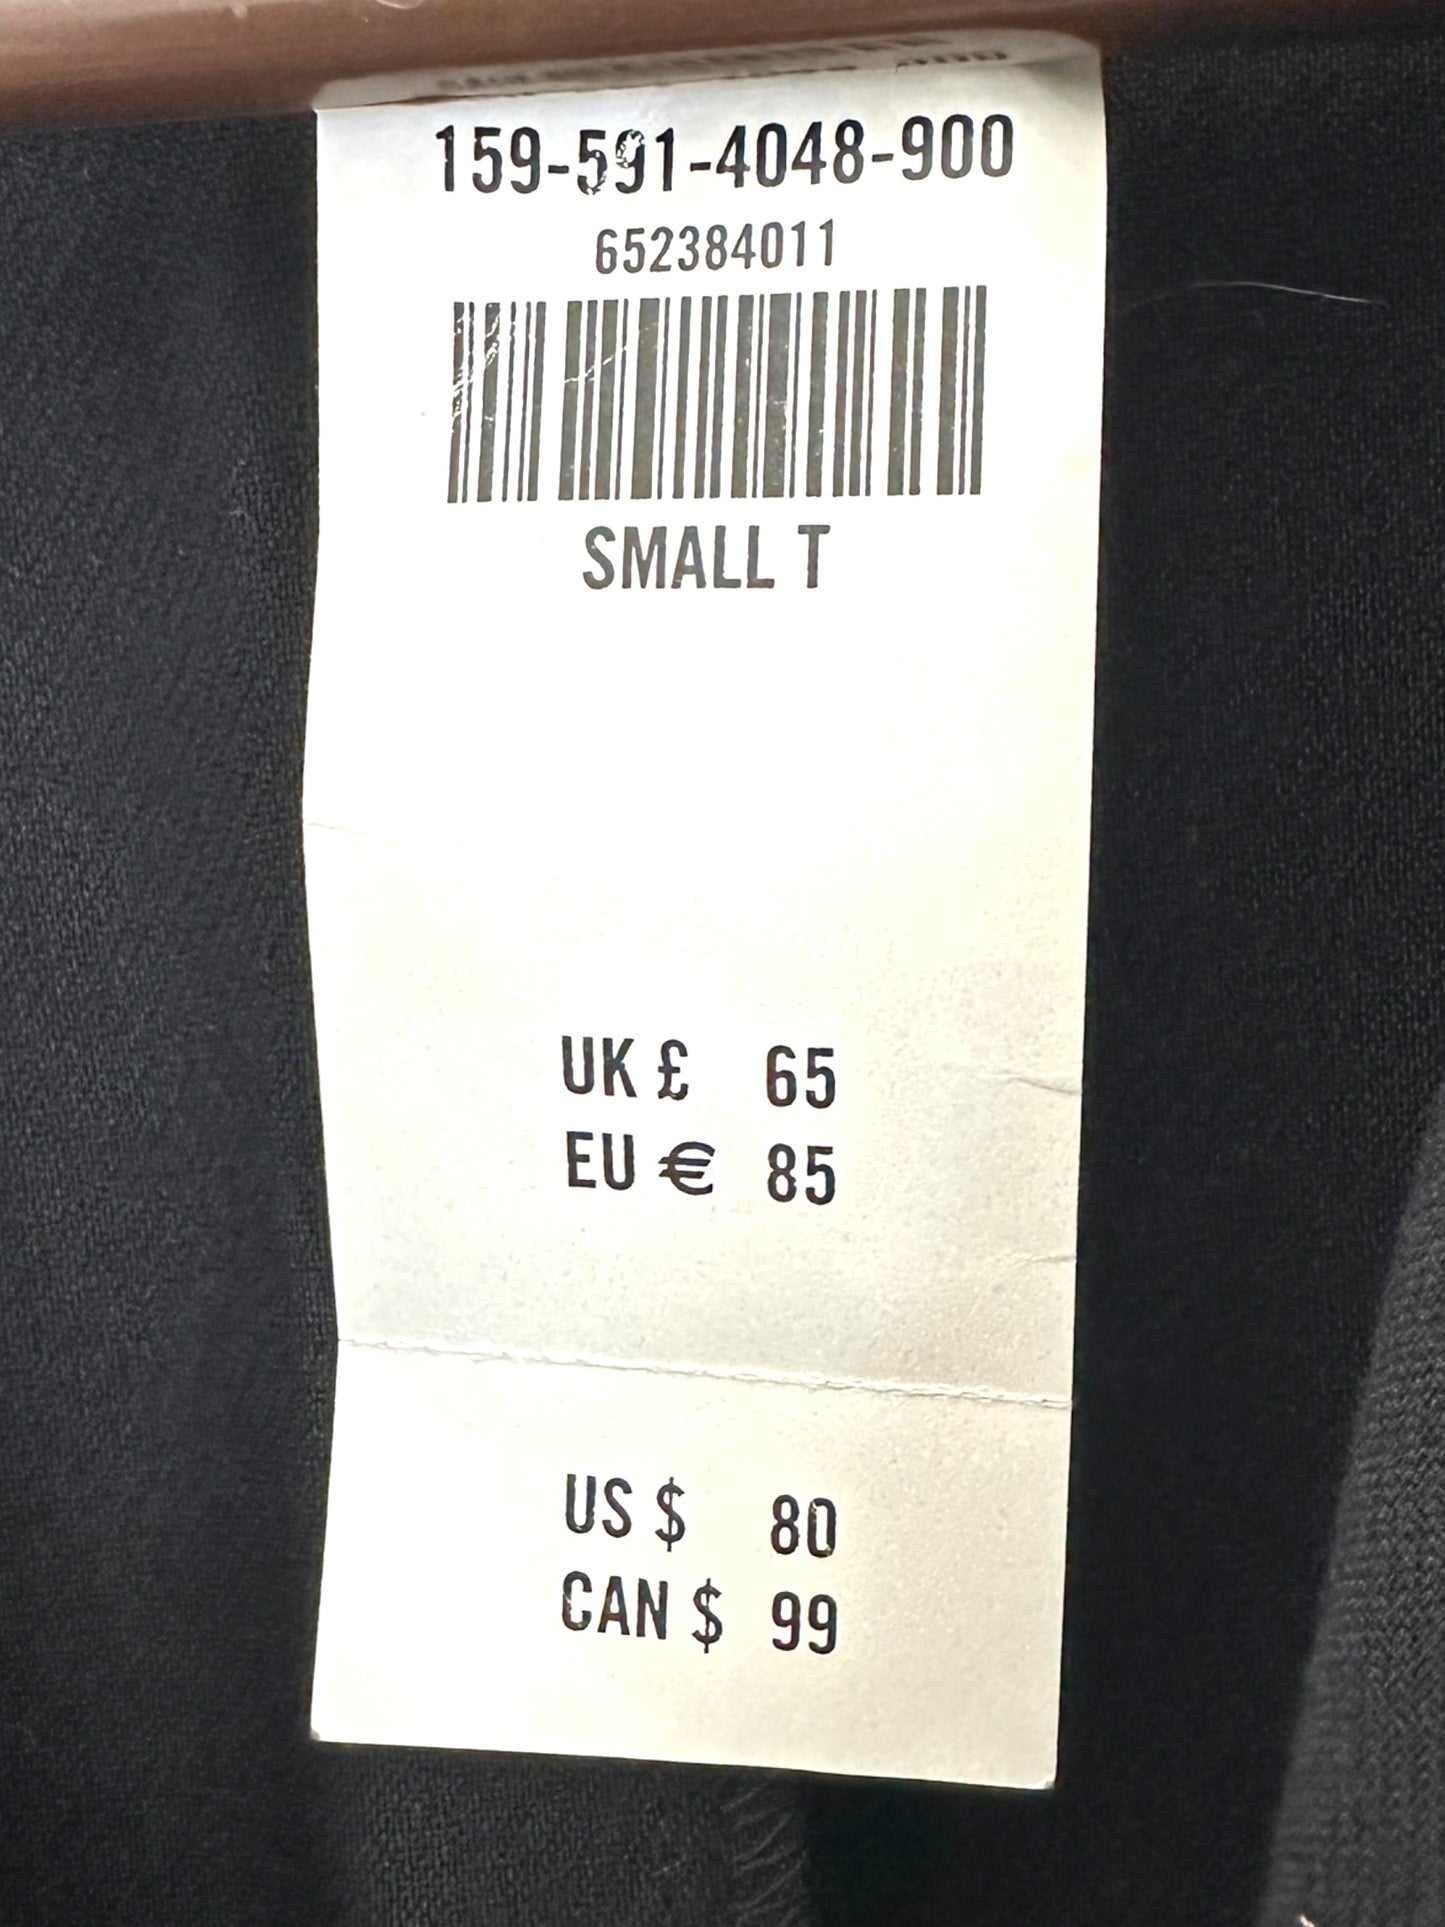 159-591-4048-900
652384011
SMALL T
UK £ 65
EU € 85
US $ 80
CAN $ 99